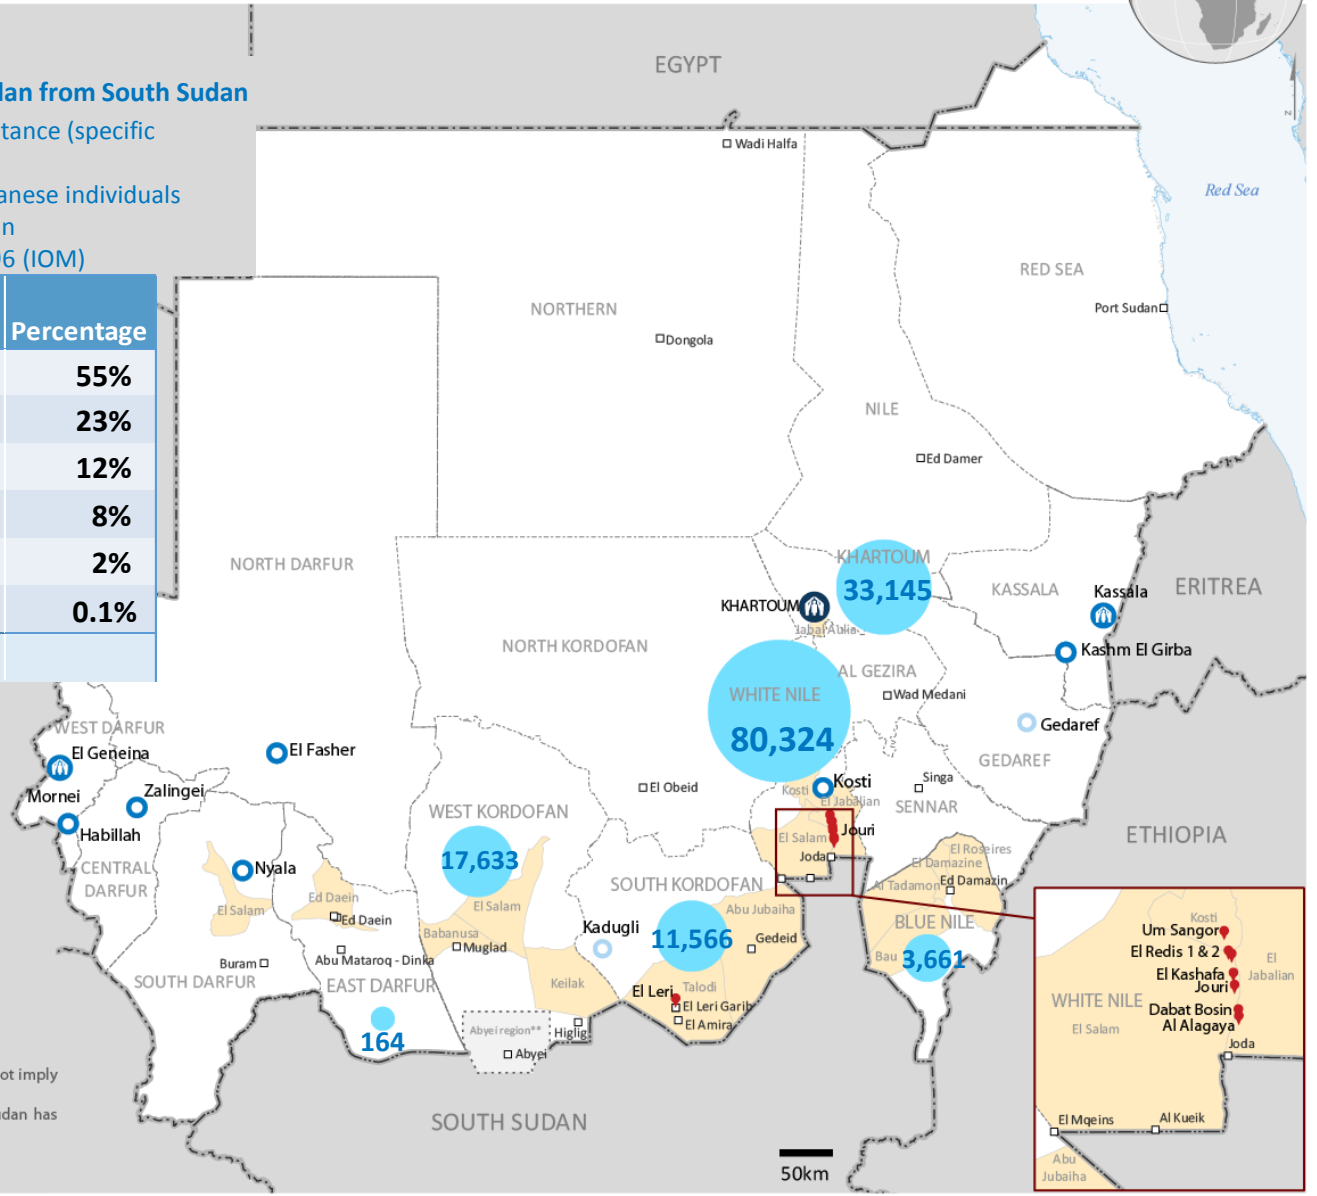 EGYPT
dan from South Sudan
tance (specific
anese individuals
n
96 (IOM)
Percentage
55%
23%
12%
8%
2%
0.1%
Wadi Halfa
Red Sea
N
RED SEA
Port Sudan
NORTHERN
Dongola
NILE
Ed Damer
NORTH DARFUR
KHARTOUM
33,145
KHARTOUM
Jabal Aulia
KASSALA
Kassala
ERITREA
Kashm El Girba
NORTH KORDOFAN
AL GEZIRA
WHITE NILE
80,324
Wad Medani
Gedaref
GEDAREF
WEST DARFUR
El Geneina
El Fasher
Mornei
Zalingei
Habillah
El Obeid
Kosti
Kosti
El Jabalian
Singa
SENNAR
WEST KORDOFAN
17,633
El Salam
Jouri
Joda
ETHIOPIA
CENTRAL
DARFUR
Nyala
El Salam
Ed Daein
Ed Daein
El Salam
SOUTH KORDOFAN
Abu Jubaiha
El Roseires
El Damazine
Al Tadamon
Ed Damazin
BLUE NILE
Bau
3,661
Babanusa
Muglad
Kadugli
11,566
Gedeid
Abu Mataroq - Dinka
Buram
SOUTH DARFUR
EAST DARFUR
Keilak
El Leri
Talodi
El Leri Garib
El Amira
164
Abyei region**
Higlig
Abyei
SOUTH SUDAN
50km
ot imply
udan has
Kosti
Um Sangor
El Redis 1 & 2
El
Jabalian
El Kashafa
Jouri
WHITE NILE
El Salam
Dabat Bosin
Al Alagaya
Joda
El Mqeins
Al Kueik
Abu
Jubaiha